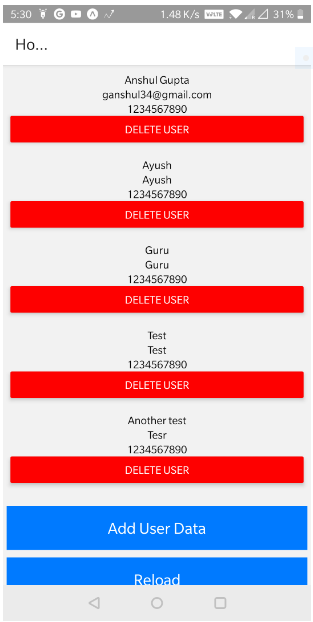 5:30 1.48 K/s VoLTE 31%
Ho...
Anshul Gupta
ganshul34@gmail.com
1234567890
DELETE USER
Ayush
Ayush
1234567890
DELETE USER
Guru
Guru
1234567890
DELETE USER
Test
Test
1234567890
DELETE USER
Another test
Tesr
1234567890
DELETE USER
Add User Data
Reload